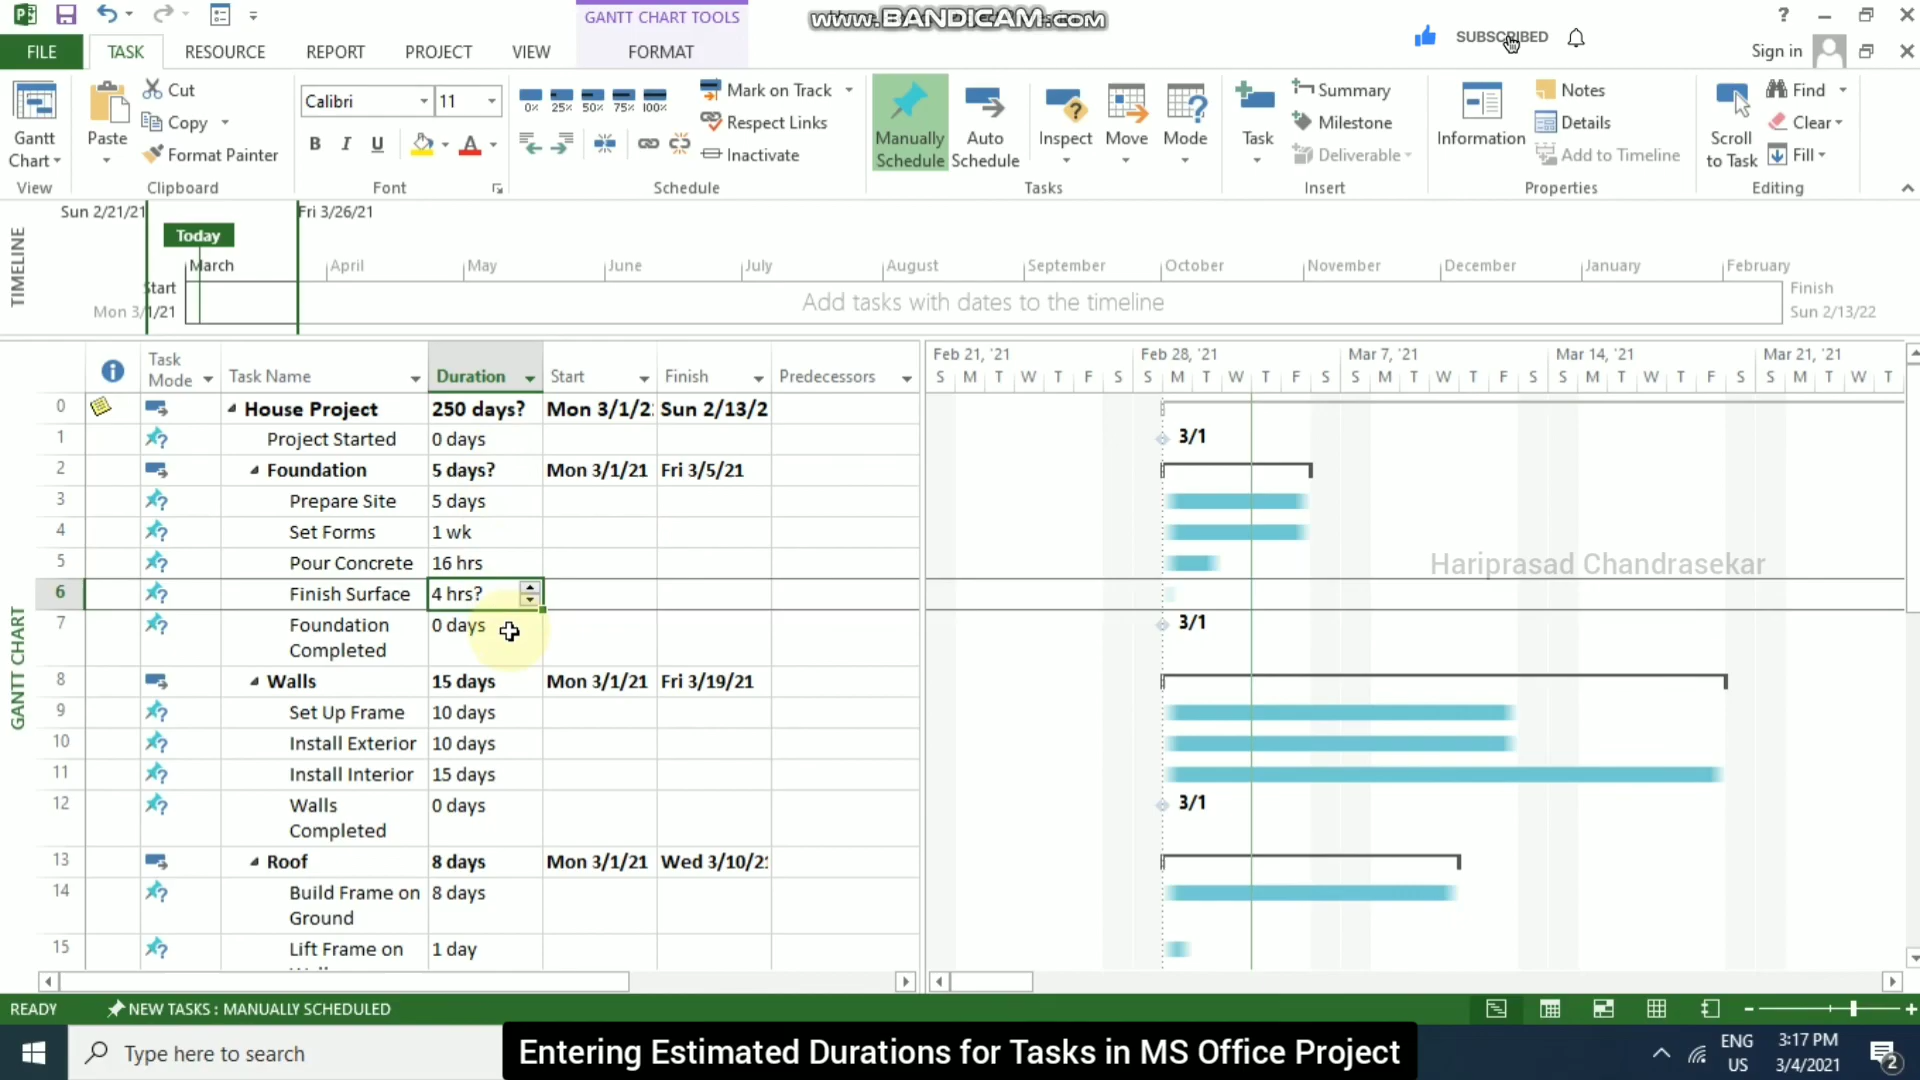 GANTT CHART TOOLS
www.BANDICAM.com
SUBSCRIBED
?
FILE TASK RESOURCE REPORT PROJECT VIEW FORMAT
Sign in
Gantt Chart
View
Paste
Cut
Copy
Format Painter
Clipboard
Calibri 11
B I U A
Font
0% 25% 50% 75% 100%
Mark on Track
Respect Links
Inactivate
Schedule
Manually Schedule
Auto Schedule
Inspect
Move
Mode
Tasks
Task
Summary
Milestone
Deliverable
Insert
Information
Notes
Details
Add to Timeline
Properties
Scroll to Task
Find
Clear
Fill
Editing
TIMELINE
Sun 2/21/21 Fri 3/26/21
Today
March April May June July August September October November December January February
Start
Mon 3/1/21
Add tasks with dates to the timeline
Finish
Sun 2/13/22
GANTT CHART
Task Mode Task Name Duration Start Finish Predecessors
0 House Project 250 days? Mon 3/1/2 Sun 2/13/2
1 Project Started 0 days
2 Foundation 5 days? Mon 3/1/21 Fri 3/5/21
3 Prepare Site 5 days
4 Set Forms 1 wk
5 Pour Concrete 16 hrs
6 Finish Surface 4 hrs?
7 Foundation Completed 0 days
8 Walls 15 days Mon 3/1/21 Fri 3/19/21
9 Set Up Frame 10 days
10 Install Exterior 10 days
11 Install Interior 15 days
12 Walls Completed 0 days
13 Roof 8 days Mon 3/1/21 Wed 3/10/2
14 Build Frame on Ground 8 days
15 Lift Frame on 1 day
Feb 21, '21 Feb 28, '21 Mar 7, '21 Mar 14, '21 Mar 21, '21
S M T W T F S S M T W T F S S M T W T F S S M T W T F S S M T W T
3/1
Hariprasad Chandrasekar
3/1
3/1
READY NEW TASKS : MANUALLY SCHEDULED
Type here to search
Entering Estimated Durations for Tasks in MS Office Project
ENG
US
3:17 PM
3/4/2021
2